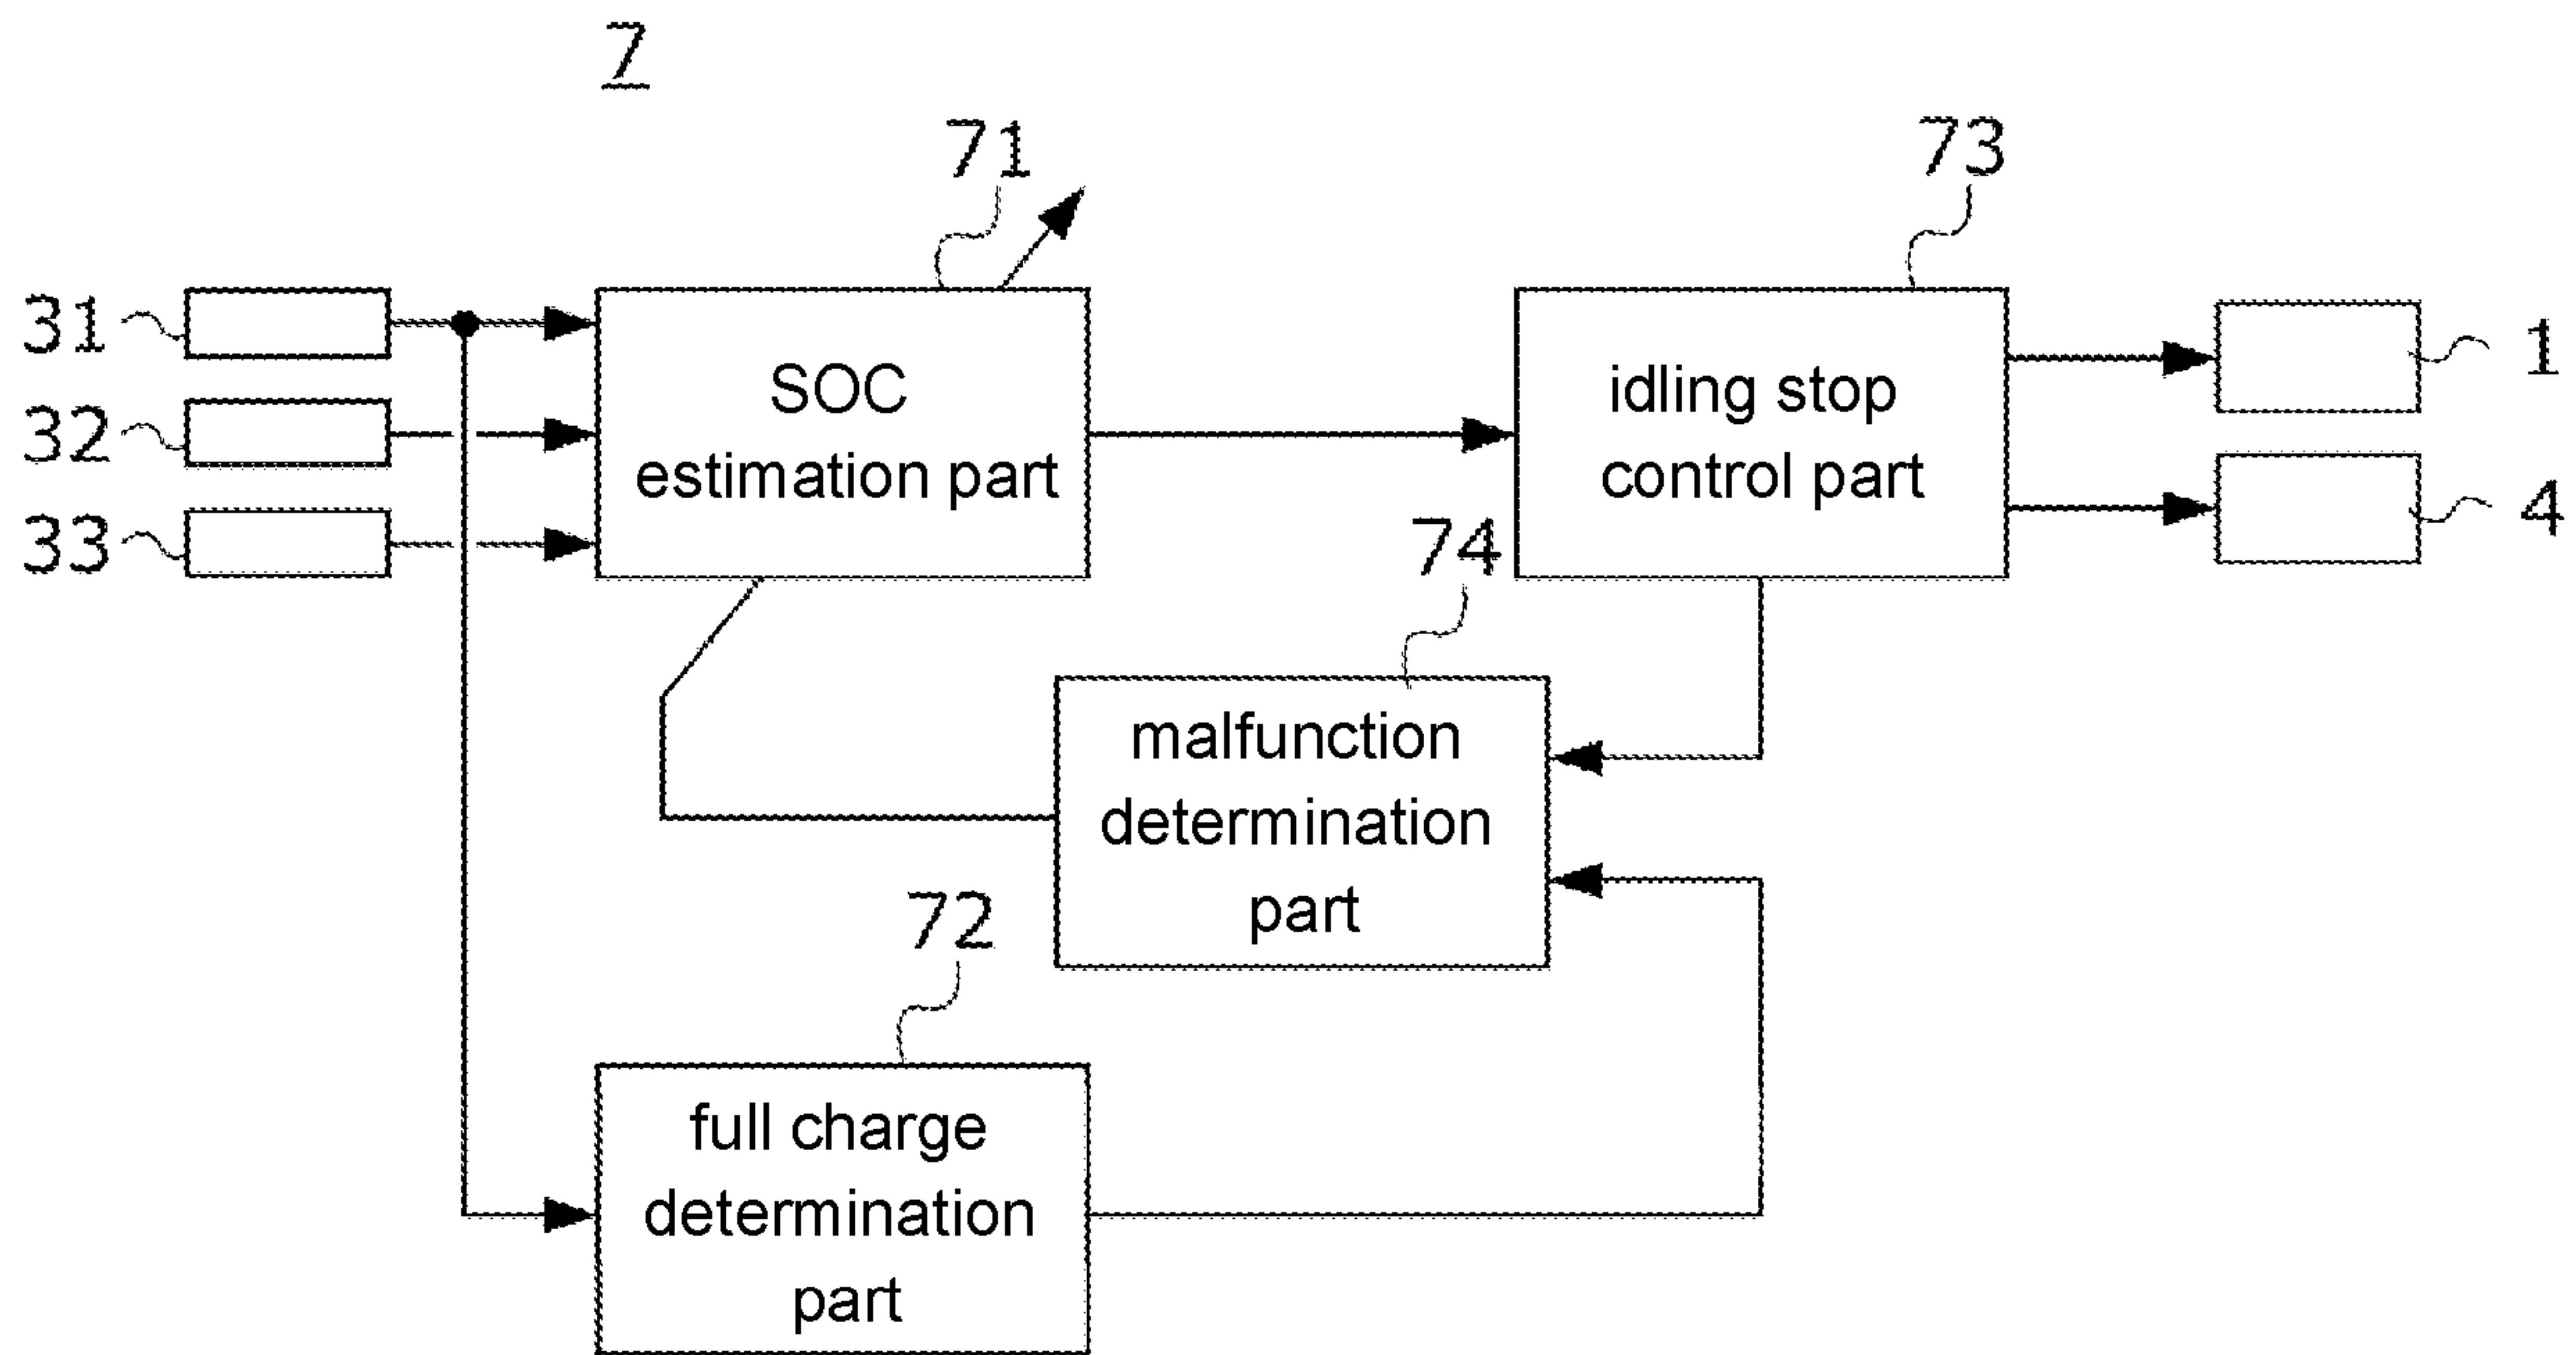 7
71
73
31
32
33
SOC
estimation part
idling stop
control part
1
4
74
malfunction
determination
part
72
full charge
determination
part